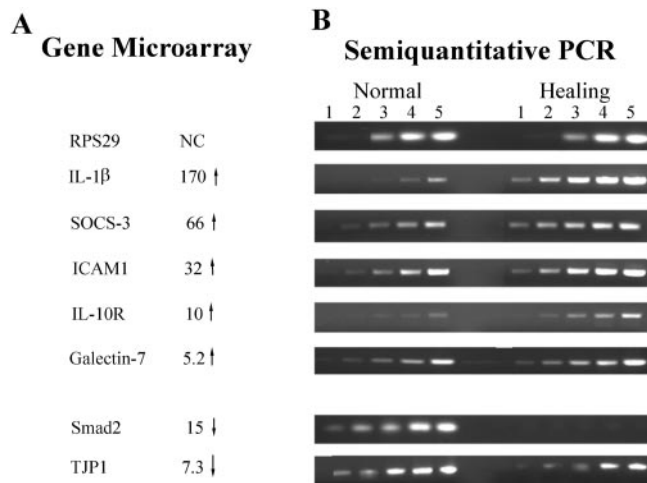 A
Gene Microarray
B
Semiquantitative PCR
Normal
Healing
1 2 3 4 5
1 2 3 4 5
RPS29 NC
IL-1β 170 ↑
SOCS-3 66 ↑
ICAM1 32 ↑
IL-10R 10 ↑
Galectin-7 5.2 ↑
Smad2 15 ↓
TJP1 7.3 ↓